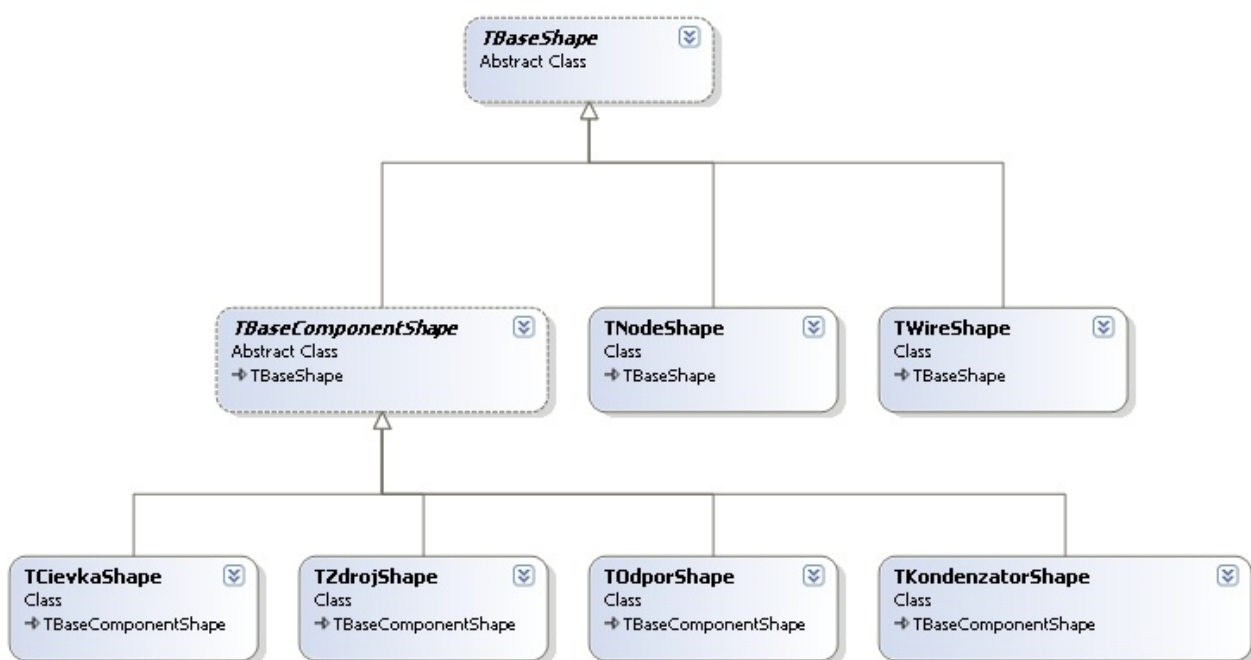 TBaseShape
Abstract Class
TBaseComponentShape
Abstract Class
TBaseShape
TNodeShape
Class
TBaseShape
TWireShape
Class
TBaseShape
TCievkaShape
Class
TBaseComponentShape
TZdrojShape
Class
TBaseComponentShape
TOdporShape
Class
TBaseComponentShape
TKondenzatorShape
Class
TBaseComponentShape